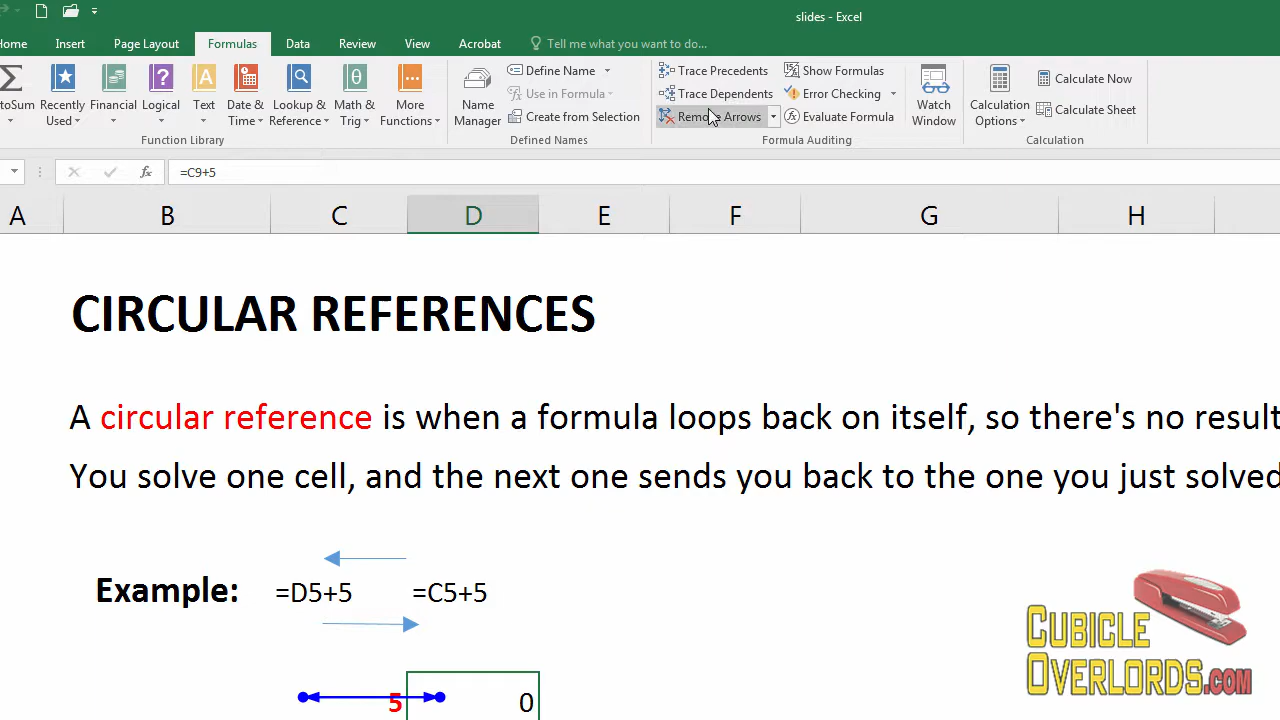 slides - Excel
Home Insert Page Layout Formulas Data Review View Acrobat Tell me what you want to do...
Trace Precedents Show Formulas
Define Name Calculate Now
Trace Dependents Error Checking
Use in Formula
AutoSum Recently Used Financial Logical Text Date & Time Lookup & Reference Math & Trig More Functions Name Manager Watch Window Calculation Options Calculate Sheet
Create from Selection Remove Arrows Evaluate Formula
Function Library Defined Names Formula Auditing Calculation
fx =C9+5
A B C D E F G H
CIRCULAR REFERENCES
A circular reference is when a formula loops back on itself, so there's no result
You solve one cell, and the next one sends you back to the one you just solved
Example: =D5+5 =C5+5
5 0
CUBICLE
OVERLORDS.COM